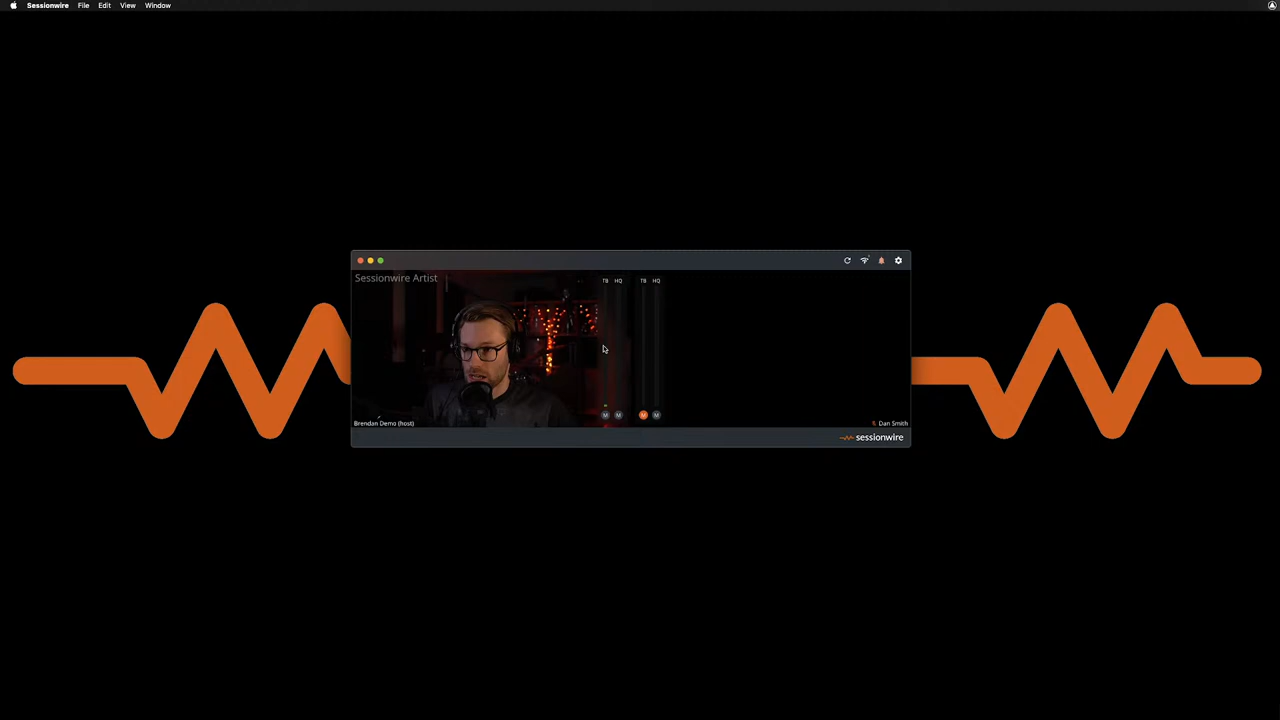 Sessionwire File Edit View Window
Sessionwire Artist
TB HQ TB HQ
M M M M
Brendan Demo (host)
Dan Smith
sessionwire